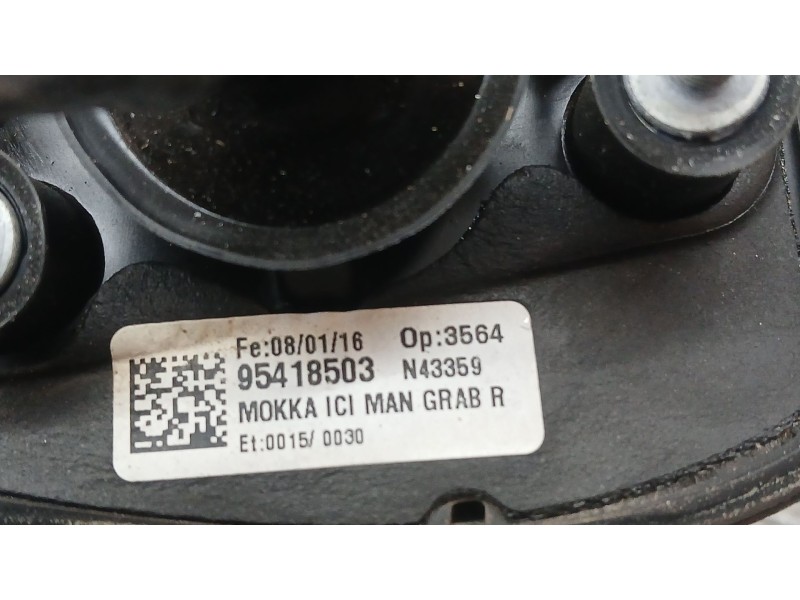 Fe:08/01/16 Op:3564
95418503 N43359
MOKKA ICI MAN GRAB R
Et:0015/ 0030